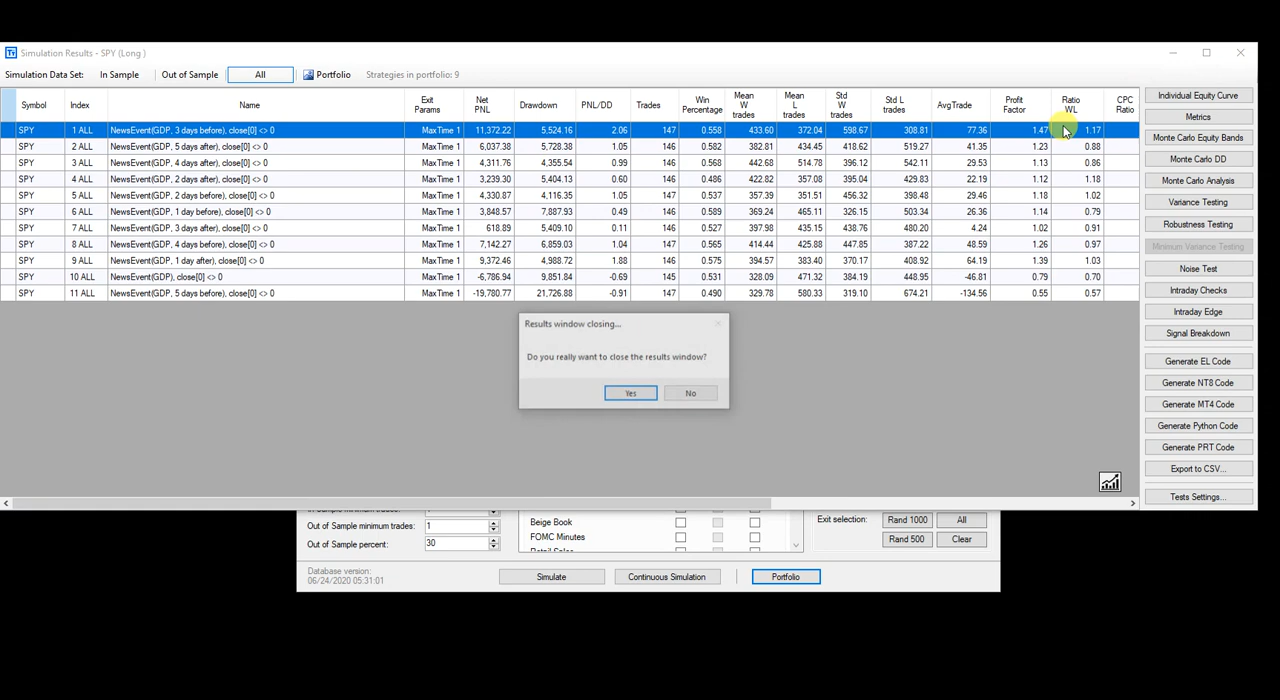 Simulation Results - SPY (Long )
Simulation Data Set: In Sample Out of Sample All Portfolio Strategies in portfolio: 9
Symbol Index Name Exit Params Net PNL Drawdown PNL/DD Trades Win Percentage Mean W trades Mean L trades Std W trades Std L trades AvgTrade Profit Factor Ratio WL CPC Ratio
SPY 1 ALL NewsEvent(GDP, 3 days before), close[0] <> 0 MaxTime 1 11,372.22 5,524.16 2.06 147 0.558 433.60 372.04 598.67 308.81 77.36 1.47 1.17
SPY 2 ALL NewsEvent(GDP, 5 days after), close[0] <> 0 MaxTime 1 6,037.38 5,728.38 1.05 146 0.582 382.81 434.45 418.62 519.27 41.35 1.23 0.88
SPY 3 ALL NewsEvent(GDP, 4 days after), close[0] <> 0 MaxTime 1 4,311.76 4,355.54 0.99 146 0.568 442.68 514.78 396.12 542.11 29.53 1.13 0.86
SPY 4 ALL NewsEvent(GDP, 2 days after), close[0] <> 0 MaxTime 1 3,239.30 5,404.13 0.60 146 0.486 422.82 357.08 395.04 429.83 22.19 1.12 1.18
SPY 5 ALL NewsEvent(GDP, 2 days before), close[0] <> 0 MaxTime 1 4,330.87 4,116.35 1.05 147 0.537 357.39 351.51 456.32 398.48 29.46 1.18 1.02
SPY 6 ALL NewsEvent(GDP, 1 day before), close[0] <> 0 MaxTime 1 3,848.57 7,887.93 0.49 146 0.589 369.24 465.11 326.15 503.34 26.36 1.14 0.79
SPY 7 ALL NewsEvent(GDP, 3 days after), close[0] <> 0 MaxTime 1 618.89 5,409.10 0.11 146 0.527 397.98 435.15 438.76 480.20 4.24 1.02 0.91
SPY 8 ALL NewsEvent(GDP, 4 days before), close[0] <> 0 MaxTime 1 7,142.27 6,859.03 1.04 147 0.565 414.44 425.88 447.85 387.22 48.59 1.26 0.97
SPY 9 ALL NewsEvent(GDP, 1 day after), close[0] <> 0 MaxTime 1 9,372.46 4,988.72 1.88 146 0.575 394.57 383.40 370.17 408.92 64.19 1.39 1.03
SPY 10 ALL NewsEvent(GDP), close[0] <> 0 MaxTime 1 -6,786.94 9,851.84 -0.69 145 0.531 328.09 471.32 384.19 448.95 -46.81 0.79 0.70
SPY 11 ALL NewsEvent(GDP, 5 days before), close[0] <> 0 MaxTime 1 -19,780.77 21,726.88 -0.91 147 0.490 329.78 580.33 319.10 674.21 -134.56 0.55 0.57
Results window closing...
Do you really want to close the results window?
Yes No
Individual Equity Curve
Metrics
Monte Carlo Equity Bands
Monte Carlo DD
Monte Carlo Analysis
Variance Testing
Robustness Testing
Minimum Variance Testing
Noise Test
Intraday Checks
Intraday Edge
Signal Breakdown
Generate EL Code
Generate NT8 Code
Generate MT4 Code
Generate Python Code
Generate PRT Code
Export to CSV...
Tests Settings...
In Sample minimum trades:
Out of Sample minimum trades: 1
Out of Sample percent: 30
Beige Book
FOMC Minutes
Retail Sales
Exit selection: Rand 1000 All
Rand 500 Clear
Database version:
06/24/2020 05:31:01
Simulate Continuous Simulation Portfolio